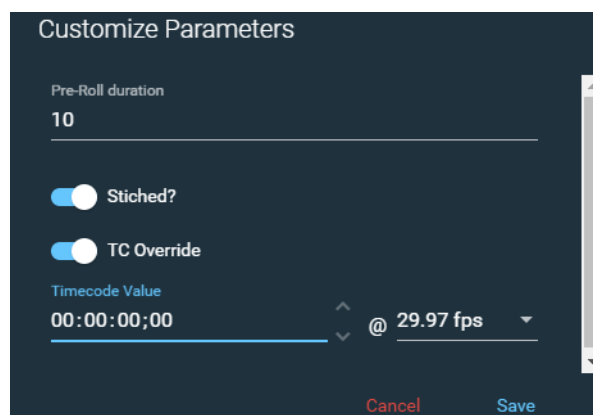 Customize Parameters
Pre-Roll duration
10
Stiched?
TC Override
Timecode Value
00:00:00;00 @ 29.97 fps
Cancel Save